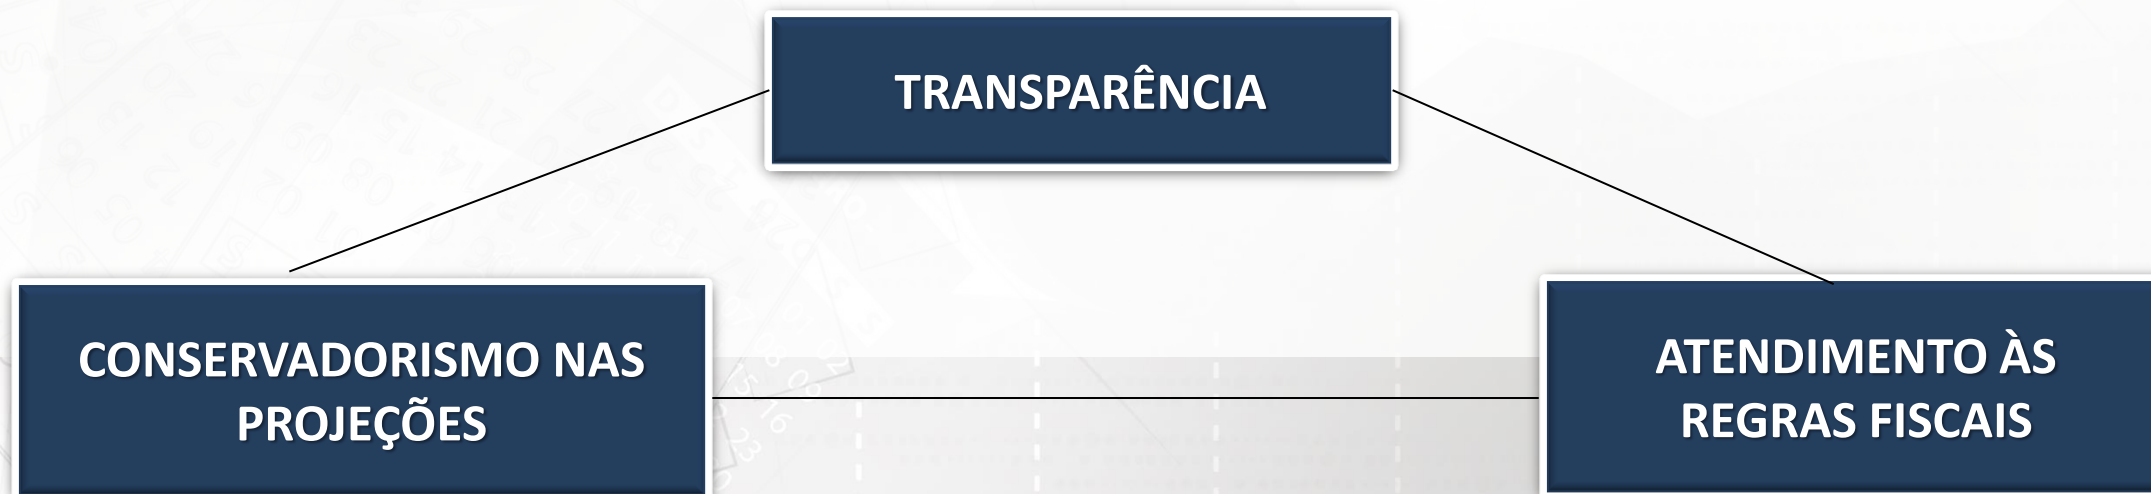 TRANSPARÊNCIA
CONSERVADORISMO NAS
PROJEÇÕES
ATENDIMENTO ÀS
REGRAS FISCAIS